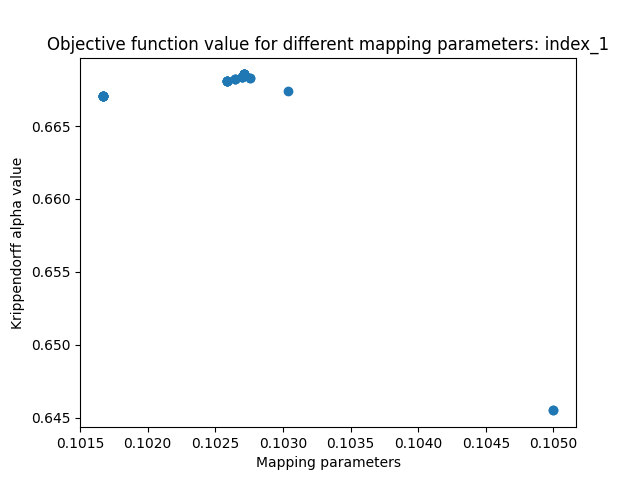 Objective function value for different mapping parameters: index_1
Krippendorff alpha value
0.665
0.660
0.655
0.650
0.645
0.1015 0.1020 0.1025 0.1030 0.1035 0.1040 0.1045 0.1050
Mapping parameters